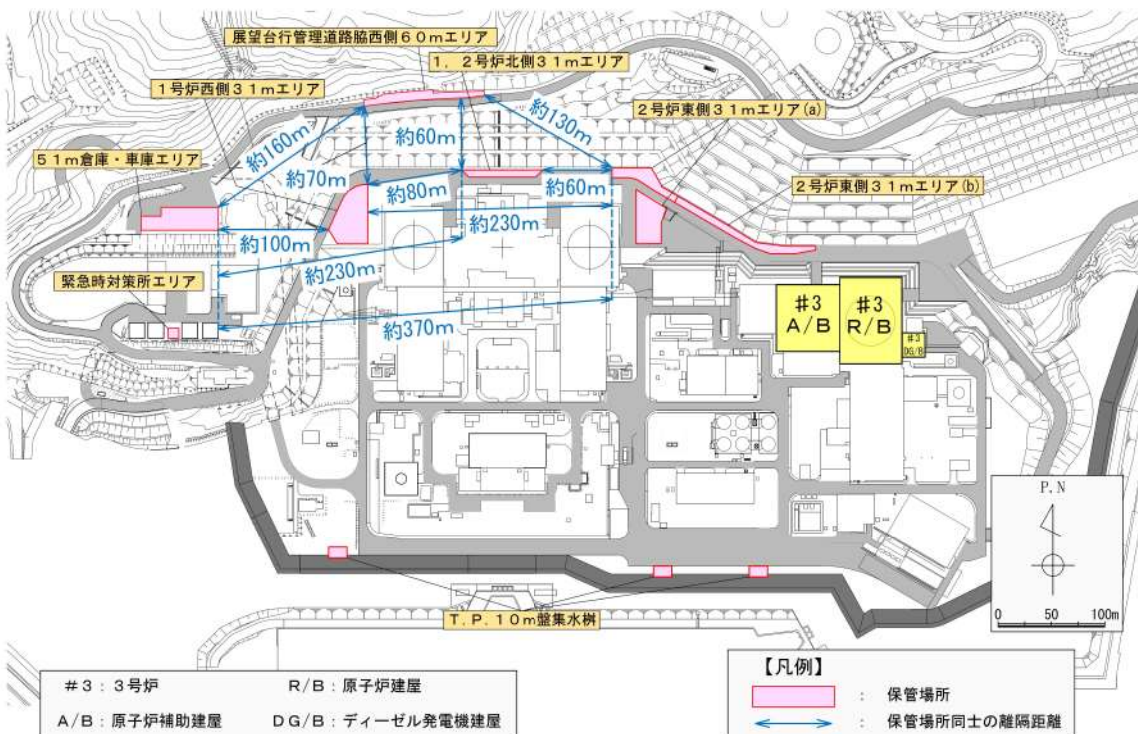 展望台行管理道路脇西側60mエリア
1，2号炉北側31mエリア
1号炉西側31mエリア
2号炉東側31mエリア(a)
51m倉庫・車庫エリア
2号炉東側31mエリア(b)
緊急時対策所エリア
約160m
約60m
約130m
約70m
約80m
約60m
約230m
約100m
約230m
約370m
＃3
A/B
＃3
R/B
＃3
DG/B
P.N
0 50 100m
T.P.10m盤集水桝
＃3：3号炉
R/B：原子炉建屋
A/B：原子炉補助建屋
DG/B：ディーゼル発電機建屋
【凡例】
：保管場所
：保管場所同士の離隔距離